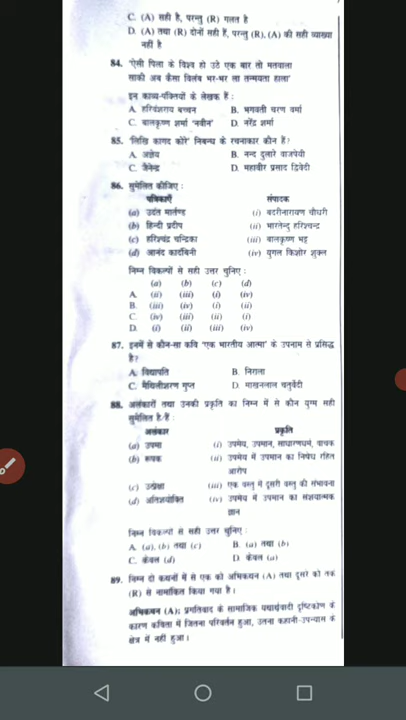 C. (A) सही है, परन्तु (R) गलत है
D. (A) तथा (R) दोनों सही हैं, परन्तु (R), (A) की सही व्याख्या
नहीं है
84. 'ऐसी पिला के विश्व हो उठे एक बार तो मतवाला
साकी अब कैसा विलंब भर-भर ला तन्मयता हाला'
इन काव्य-पंक्तियों के लेखक हैं :
A. हरिवंशराय बच्चन B. भगवती चरण वर्मा
C. बालकृष्ण शर्मा 'नवीन' D. नरेंद्र शर्मा
85. 'लिखि कागद कोरे' निबन्ध के रचनाकार कौन हैं?
A. अज्ञेय B. नन्द दुलारे वाजपेयी
C. जैनेन्द्र D. महावीर प्रसाद द्विवेदी
86. सुमेलित कीजिए :
पत्रिकाएँ संपादक
(a) उदंत मार्तण्ड (i) बदरीनारायण चौधरी
(b) हिन्दी प्रदीप (ii) भारतेन्दु हरिश्चन्द्र
(c) हरिश्चंद्र चन्द्रिका (iii) बालकृष्ण भट्ट
(d) आनंद कादंबिनी (iv) युगल किशोर शुक्ल
निम्न विकल्पों से सही उत्तर चुनिए :
(a) (b) (c) (d)
A. (ii) (iii) (i) (iv)
B. (iii) (iv) (i) (ii)
C. (iv) (iii) (ii) (i)
D. (i) (ii) (iii) (iv)
87. इनमें से कौन-सा कवि 'एक भारतीय आत्मा' के उपनाम से प्रसिद्ध
है?
A. विद्यापति B. निराला
C. मैथिलीशरण गुप्त D. माखनलाल चतुर्वेदी
88. अलंकारों तथा उनकी प्रकृति का निम्न में से कौन युग्म सही
सुमेलित है/हैं :
अलंकार प्रकृति
(a) उपमा (i) उपमेय, उपमान, साधारणधर्म, वाचक
(b) रूपक (ii) उपमेय में उपमान का निषेध रहित
आरोप
(c) उत्प्रेक्षा (iii) एक वस्तु में दूसरी वस्तु की संभावना
(d) अतिशयोक्ति (iv) उपमेय में उपमान का संशयात्मक
ज्ञान
निम्न विकल्पों से सही उत्तर चुनिए :
A. (a), (b) तथा (c) B. (a) तथा (b)
C. केवल (d) D. केवल (a)
89. निम्न दो कथनों में से एक को अभिकथन (A) तथा दूसरे को तर्क
(R) से नामांकित किया गया है।
अभिकथन (A): प्रगतिवाद के सामाजिक यथार्थवादी दृष्टिकोण के
कारण कविता में जितना परिवर्तन हुआ, उतना कहानी-उपन्यास के
क्षेत्र में नहीं हुआ।